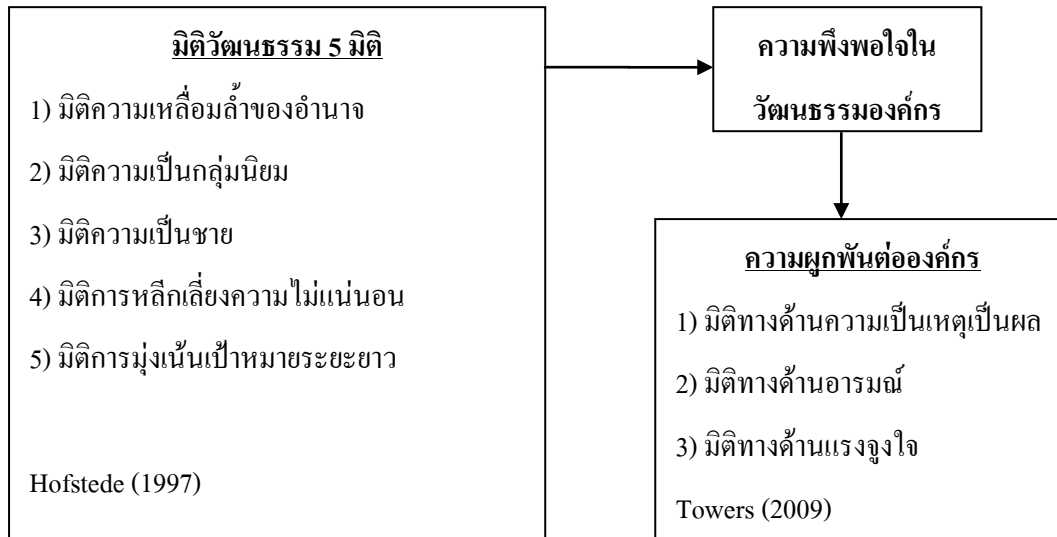 มิติวัฒนธรรม 5 มิติ
1) มิติความเหลื่อมล้ำของอำนาจ
2) มิติความเป็นกลุ่มนิยม
3) มิติความเป็นชาย
4) มิติการหลีกเลี่ยงความไม่แน่นอน
5) มิติการมุ่งเน้นเป้าหมายระยะยาว
Hofstede (1997)
ความพึงพอใจใน
วัฒนธรรมองค์กร
ความผูกพันต่อองค์กร
1) มิติทางด้านความเป็นเหตุเป็นผล
2) มิติทางด้านอารมณ์
3) มิติทางด้านแรงจูงใจ
Towers (2009)